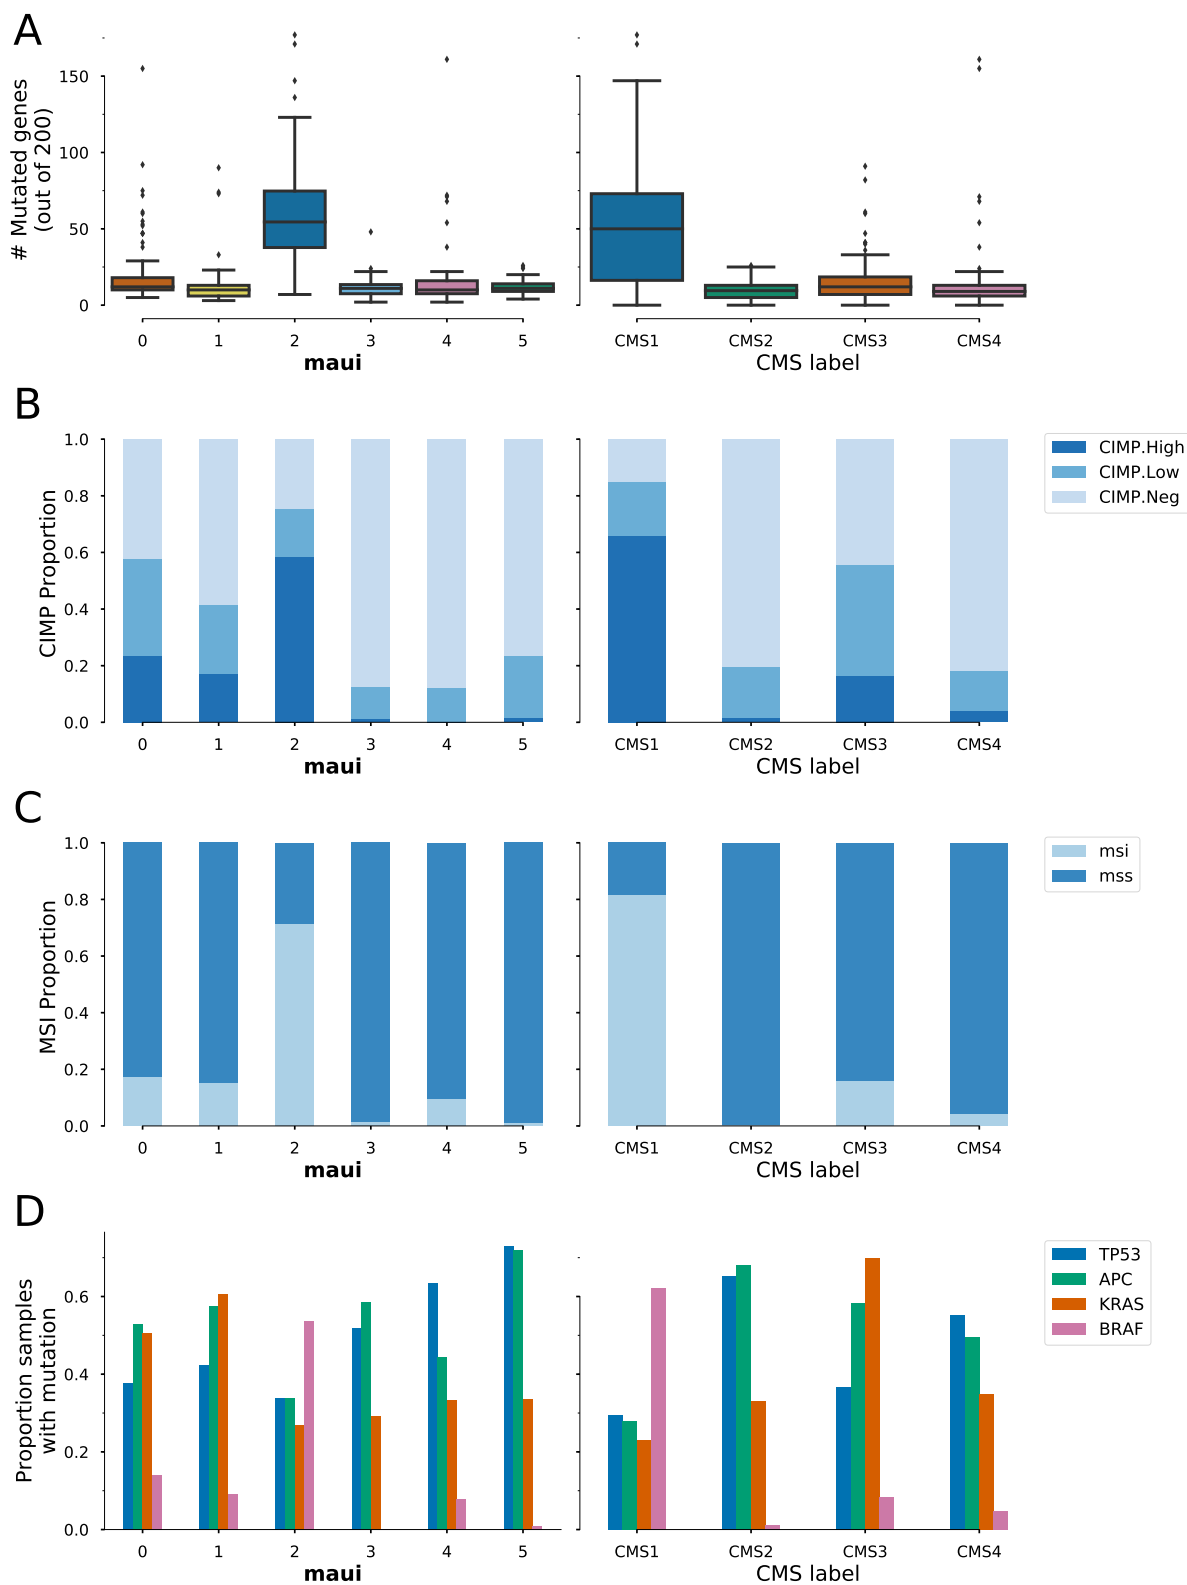 A
# Mutated genes
(out of 200)
150
100
50
0
0 1 2 3 4 5
maui
CMS1 CMS2 CMS3 CMS4
CMS label
B
CIMP Proportion
1.0
0.8
0.6
0.4
0.2
0.0
0 1 2 3 4 5
maui
CMS1 CMS2 CMS3 CMS4
CMS label
CIMP.High
CIMP.Low
CIMP.Neg
C
MSI Proportion
1.0
0.8
0.6
0.4
0.2
0.0
0 1 2 3 4 5
maui
CMS1 CMS2 CMS3 CMS4
CMS label
msi
mss
D
Proportion samples
with mutation
0.6
0.4
0.2
0.0
0 1 2 3 4 5
maui
CMS1 CMS2 CMS3 CMS4
CMS label
TP53
APC
KRAS
BRAF